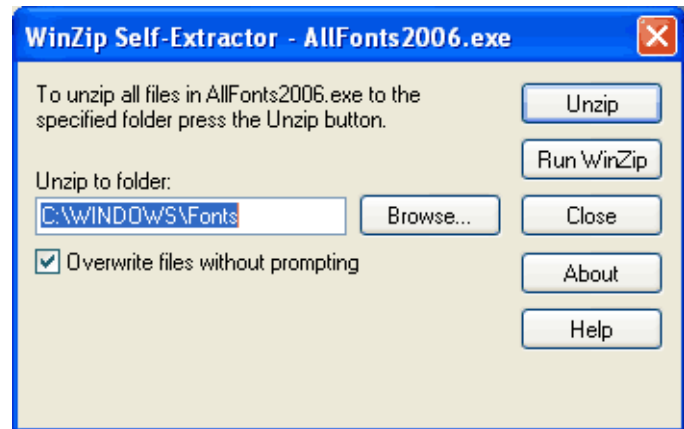 WinZip Self-Extractor - AllFonts2006.exe
To unzip all files in AllFonts2006.exe to the
specified folder press the Unzip button.
Unzip to folder:
C:\WINDOWS\Fonts
Browse...
Overwrite files without prompting
Unzip
Run WinZip
Close
About
Help